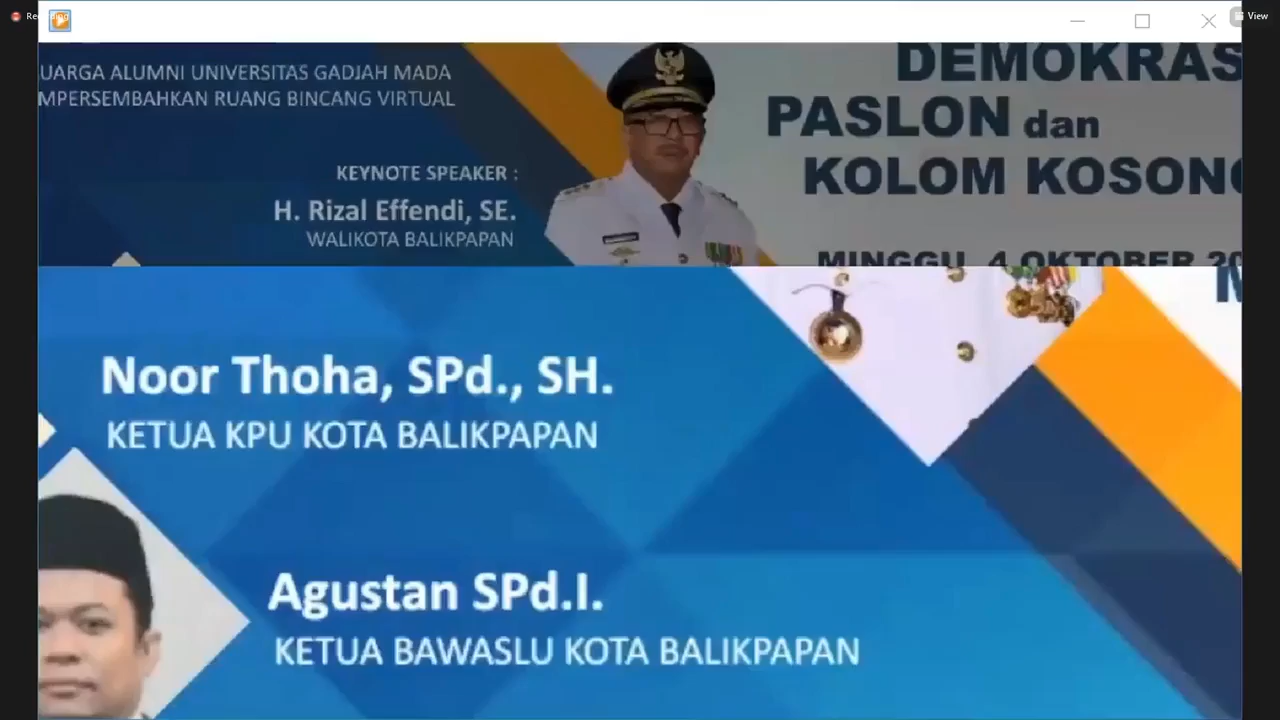 View
UARGA ALUMNI UNIVERSITAS GADJAH MADA
MPERSEMBAHKAN RUANG BINCANG VIRTUAL
KEYNOTE SPEAKER :
H. Rizal Effendi, SE.
WALIKOTA BALIKPAPAN
DEMOKRAS
PASLON dan
KOLOM KOSONG
MINGGU, 4 OKTOBER 20
Noor Thoha, SPd., SH.
KETUA KPU KOTA BALIKPAPAN
Agustan SPd.I.
KETUA BAWASLU KOTA BALIKPAPAN